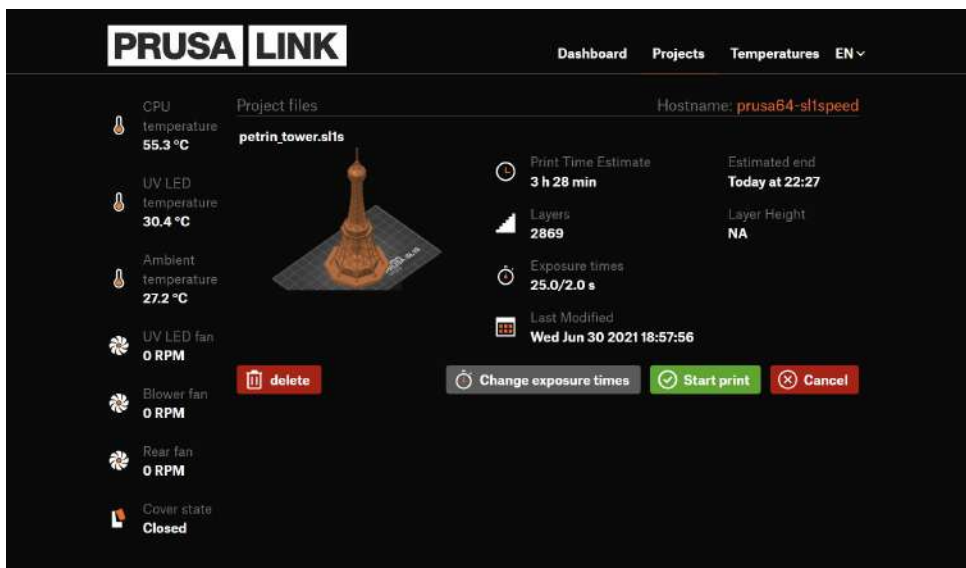 PRUSA LINK
Dashboard Projects Temperatures EN
CPU temperature
55.3 °C
UV LED temperature
30.4 °C
Ambient temperature
27.2 °C
UV LED fan
0 RPM
Blower fan
0 RPM
Rear fan
0 RPM
Cover state
Closed
Project files
Hostname: prusa64-sl1speed
petrin_tower.sl1s
Print Time Estimate
3 h 28 min
Estimated end
Today at 22:27
Layers
2869
Layer Height
NA
Exposure times
25.0/2.0 s
Last Modified
Wed Jun 30 2021 18:57:56
delete
Change exposure times
Start print
Cancel